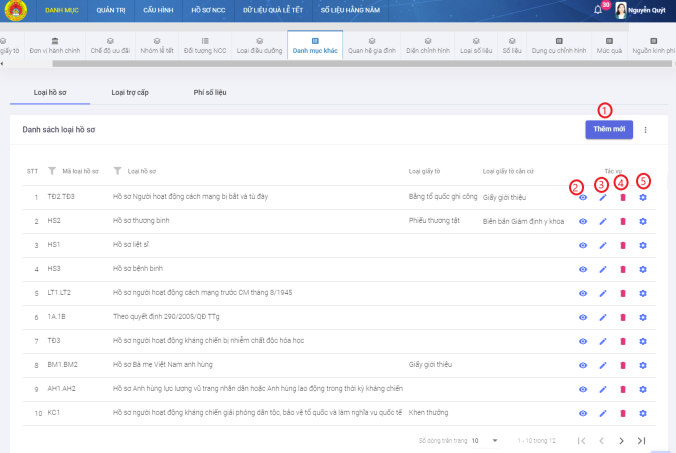 DANH MỤC QUẢN TRỊ CẤU HÌNH HỒ SƠ NCC DỮ LIỆU QUÀ LỄ TẾT SỐ LIỆU HẰNG NĂM 30 Nguyễn Quýt
giấy tờ Đơn vị hành chính Chế độ ưu đãi Nhóm lễ tết Đối tượng NCC Loại điều dưỡng Danh mục khác Quan hệ gia đình Diện chỉnh hình Loại số liệu Số liệu Dụng cụ chỉnh hình Mức quà Nguồn kinh phí
Loại hồ sơ Loại trợ cấp Phí số liệu
1
Danh sách loại hồ sơ Thêm mới
STT Mã loại hồ sơ Loại hồ sơ Loại giấy tờ Loại giấy tờ căn cứ Tác vụ
2 3 4 5
1 TĐ2.TĐ3 Hồ sơ Người hoạt động cách mạng bị bắt và tù đày Bằng tổ quốc ghi công Giấy giới thiệu
2 HS2 Hồ sơ thương binh Phiếu thương tật Biên bản Giám định y khoa
3 HS1 Hồ sơ liệt sĩ
4 HS3 Hồ sơ bệnh binh
5 LT1.LT2 Hồ sơ người hoạt động cách mạng trước CM tháng 8/1945
6 1A.1B Theo quyết định 290/2005/QĐ TTg
7 TĐ3 Hồ sơ người hoạt động kháng chiến bị nhiễm chất độc hóa học
8 BM1.BM2 Hồ sơ Bà mẹ Việt Nam anh hùng Giấy giới thiệu
9 AH1.AH2 Hồ sơ Anh hùng lực lượng vũ trang nhân dân hoặc Anh hùng lao động trong thời kỳ kháng chiến
10 KC1 Hồ sơ người hoạt động kháng chiến giải phóng dân tộc, bảo vệ tổ quốc và làm nghĩa vụ quốc tế Khen thưởng
Số dòng trên trang 10 1 - 10 trong 12